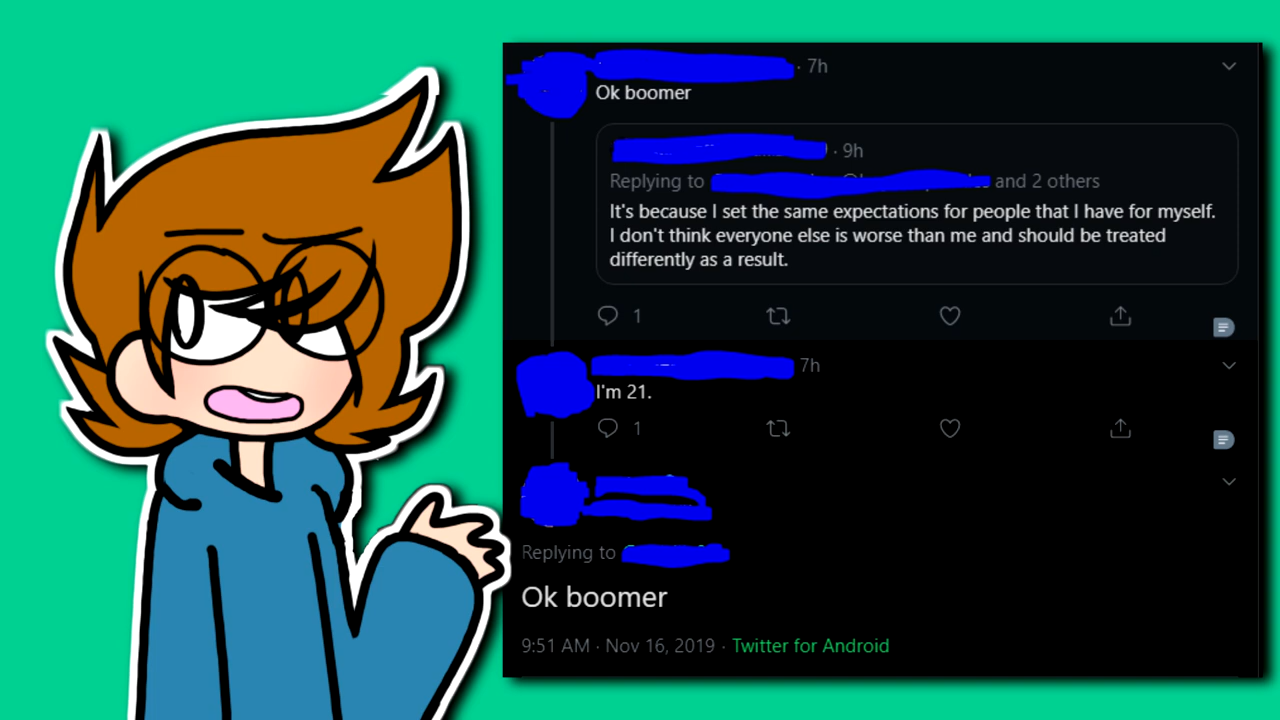 · 7h
Ok boomer
· 9h
Replying to
and 2 others
It's because I set the same expectations for people that I have for myself.
I don't think everyone else is worse than me and should be treated
differently as a result.
1
7h
I'm 21.
1
Replying to
Ok boomer
9:51 AM · Nov 16, 2019 · Twitter for Android